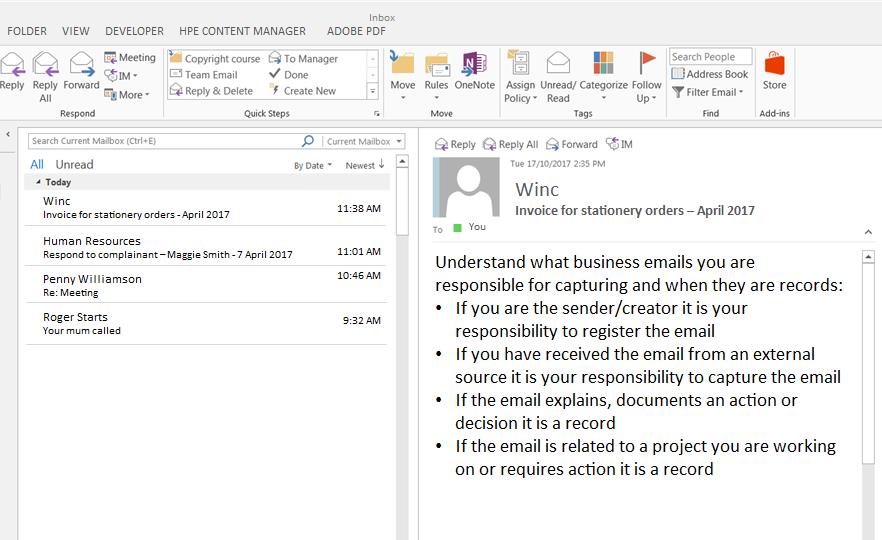 Inbox
FOLDER VIEW DEVELOPER HPE CONTENT MANAGER ADOBE PDF
Reply
Reply All
Forward
Meeting
IM
More
Respond
Copyright course
Team Email
Reply & Delete
To Manager
Done
Create New
Quick Steps
Move
Rules
OneNote
Move
Assign Policy
Unread/ Read
Categorize
Follow Up
Tags
Search People
Address Book
Filter Email
Find
Store
Add-ins
Search Current Mailbox (Ctrl+E)
Current Mailbox
All Unread
By Date Newest
Today
Winc
Invoice for stationery orders - April 2017 11:38 AM
Human Resources
Respond to complainant – Maggie Smith - 7 April 2017 11:01 AM
Penny Williamson 10:46 AM
Re: Meeting
Roger Starts
Your mum called 9:32 AM
Reply Reply All Forward IM
Tue 17/10/2017 2:35 PM
Winc
Invoice for stationery orders – April 2017
To You
Understand what business emails you are
responsible for capturing and when they are records:
• If you are the sender/creator it is your
responsibility to register the email
• If you have received the email from an external
source it is your responsibility to capture the email
• If the email explains, documents an action or
decision it is a record
• If the email is related to a project you are working
on or requires action it is a record